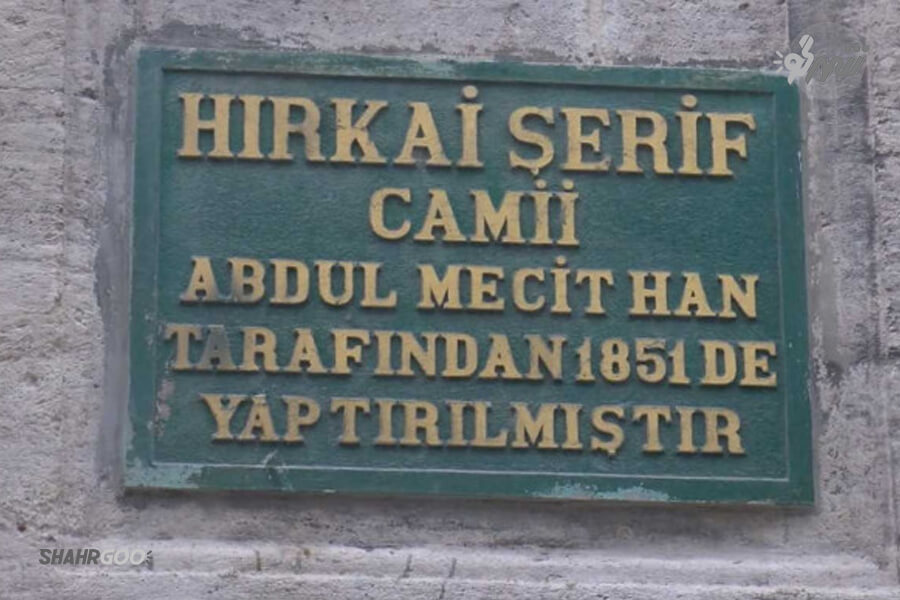 HIRKAİ ŞERİF
CAMİİ
ABDUL MECİT HAN
TARAFINDAN 1851 DE
YAPTIRILMIŞTIR
SHAHRGOO